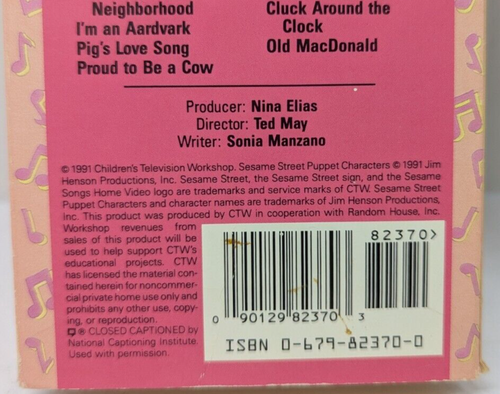 Neighborhood
I'm an Aardvark
Pig's Love Song
Proud to Be a Cow
Cluck Around the
Clock
Old MacDonald
Producer: Nina Elias
Director: Ted May
Writer: Sonia Manzano
© 1991 Children's Television Workshop. Sesame Street Puppet Characters © 1991 Jim
Henson Productions, Inc. Sesame Street, the Sesame Street sign, and the Sesame
Songs Home Video logo are trademarks and service marks of CTW. Sesame Street
Puppet Characters and character names are trademarks of Jim Henson Productions,
Inc. This product was produced by CTW in cooperation with Random House, Inc.
Workshop revenues from
sales of this product will be
used to help support CTW's
educational projects. CTW
has licensed the material con-
tained herein for noncommer-
cial private home use only and
prohibits any other use, copy-
ing, or reproduction.
® CLOSED CAPTIONED by
National Captioning Institute.
Used with permission.
82370>
0 90129 82370 3
ISBN 0-679-82370-0